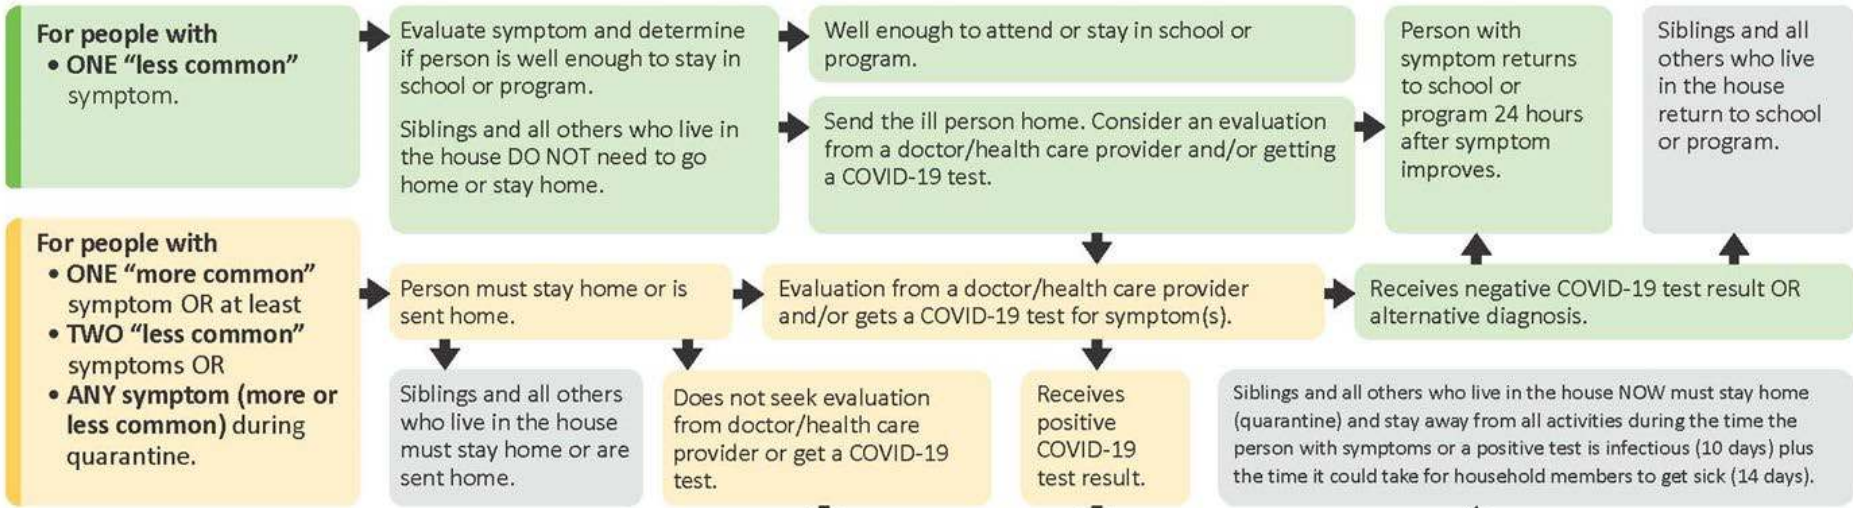 For people with
• ONE “less common”
symptom.
Evaluate symptom and determine
if person is well enough to stay in
school or program.
Siblings and all others who live in
the house DO NOT need to go
home or stay home.
Well enough to attend or stay in school or
program.
Send the ill person home. Consider an evaluation
from a doctor/health care provider and/or getting
a COVID-19 test.
Person with
symptom returns
to school or
program 24 hours
after symptom
improves.
Siblings and all
others who live
in the house
return to school
or program.
For people with
• ONE “more common”
symptom OR at least
• TWO “less common”
symptoms OR
• ANY symptom (more or
less common) during
quarantine.
Person must stay home or is
sent home.
Evaluation from a doctor/health care provider
and/or gets a COVID-19 test for symptom(s).
Receives negative COVID-19 test result OR
alternative diagnosis.
Siblings and all others
who live in the house
must stay home or are
sent home.
Does not seek evaluation
from doctor/health care
provider or get a COVID-19
test.
Receives
positive
COVID-19
test result.
Siblings and all others who live in the house NOW must stay home
(quarantine) and stay away from all activities during the time the
person with symptoms or a positive test is infectious (10 days) plus
the time it could take for household members to get sick (14 days).